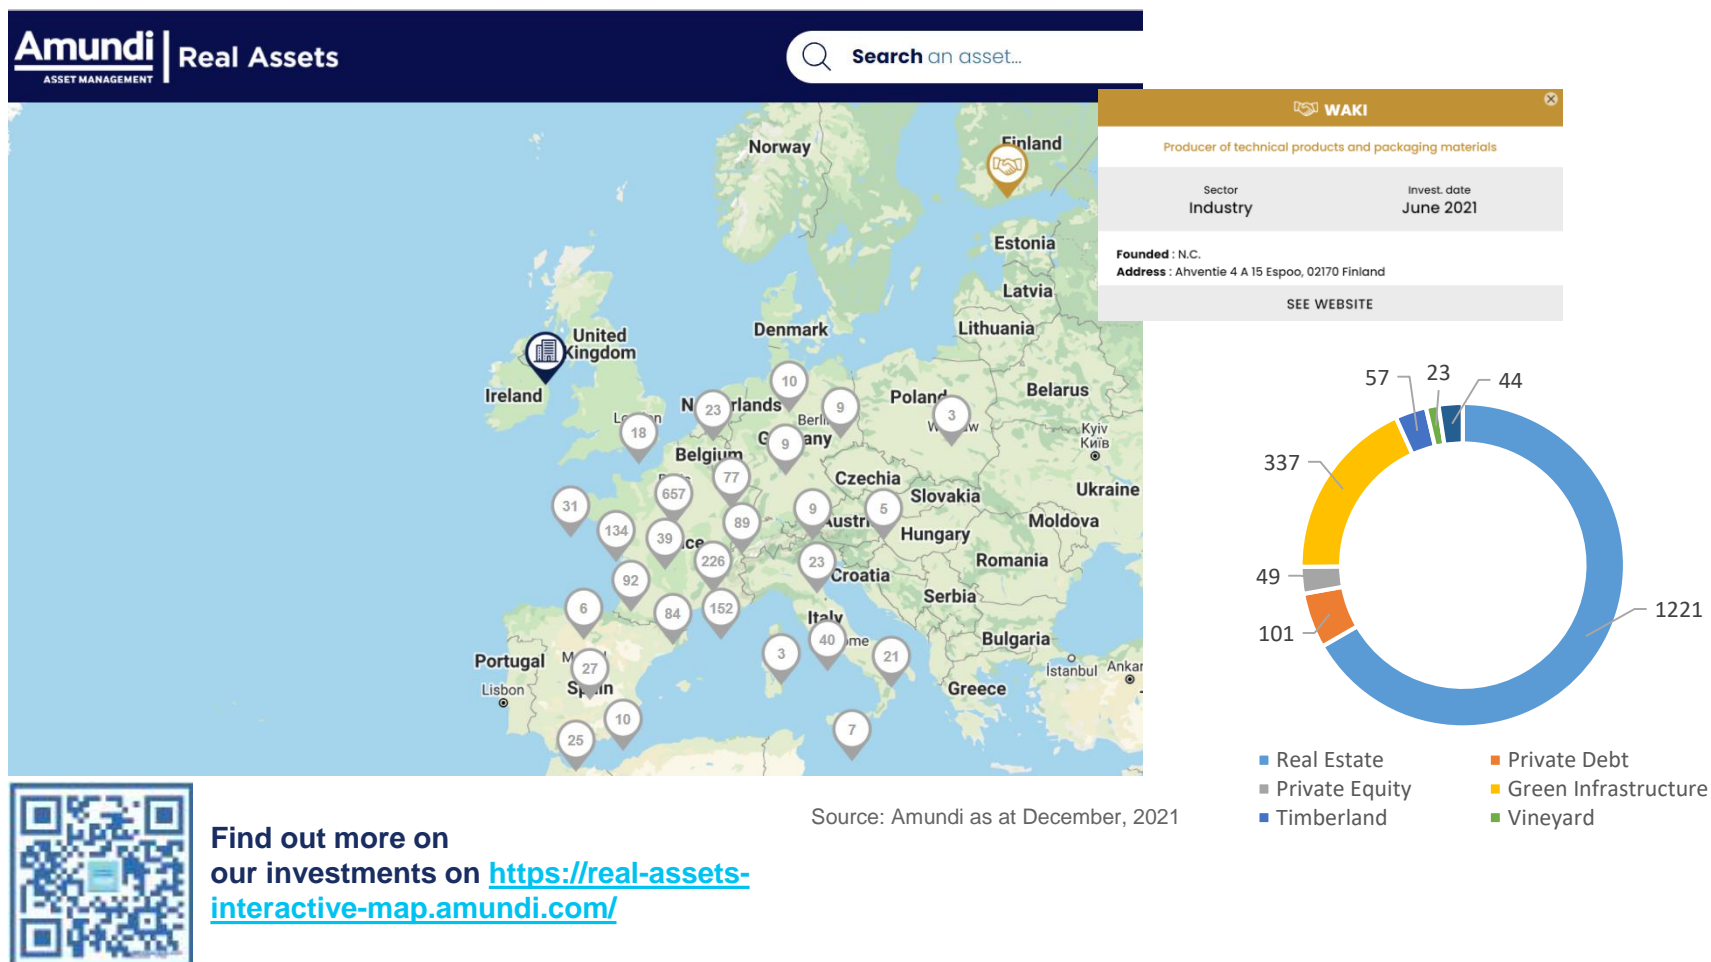 Amundi
ASSET MANAGEMENT
Real Assets
Search an asset...
WAKI
Producer of technical products and packaging materials
Sector
Industry
Invest. date
June 2021
Founded : N.C.
Address : Ahventie 4 A 15 Espoo, 02170 Finland
SEE WEBSITE
Norway
Finland
Estonia
Latvia
Denmark
Lithuania
United
Kingdom
Ireland
Belarus
Poland
10
23
9
3
18
9
Kyiv
Київ
Belgium
Czechia
Slovakia
Ukraine
77
657
31
134
39
89
9
5
Hungary
Moldova
226
23
Croatia
Romania
92
Serbia
6
84
152
Italy
40
Bulgaria
3
21
Portugal
27
Lisbon
Greece
İstanbul
10
25
7
57
23
44
337
49
101
1221
Real Estate
Private Debt
Private Equity
Green Infrastructure
Timberland
Vineyard
Source: Amundi as at December, 2021
Find out more on
our investments on https://real-assets-
interactive-map.amundi.com/